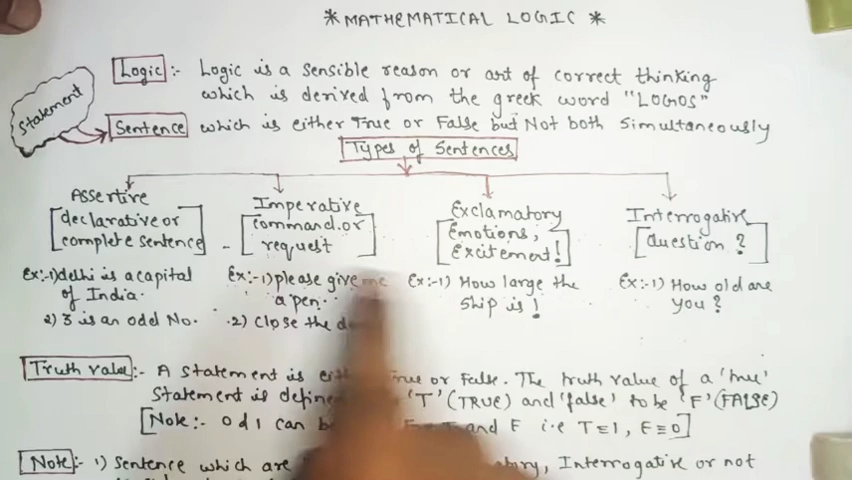 *MATHEMATICAL LOGIC *
Logic :- Logic is a sensible reason or art of correct thinking
which is derived from the greek word "LOGOS"
Statement
Sentence which is either True or False but Not both simultaneously
Types of Sentences
Assertive
[declarative or
complete sentence]
Ex:-1) delhi is a capital
of India.
2) 3 is an odd No.
Imperative
[command or
request]
Ex:-1) please give me
a pen.
2) Close the
Exclamatory
[Emotions,
Excitement!]
Ex:-1) How large the
ship is!
Interrogative
[Question ?]
Ex:-1) How old are
you?
Truth value :- A statement is True or False. The truth value of a 'true'
Statement is defined 'T' (TRUE) and 'false' to be 'F' (FALSE)
[Note:- 0 & 1 can be T and F i.e T≡1, F≡0]
Note :- 1) Sentence which are Interrogative or not